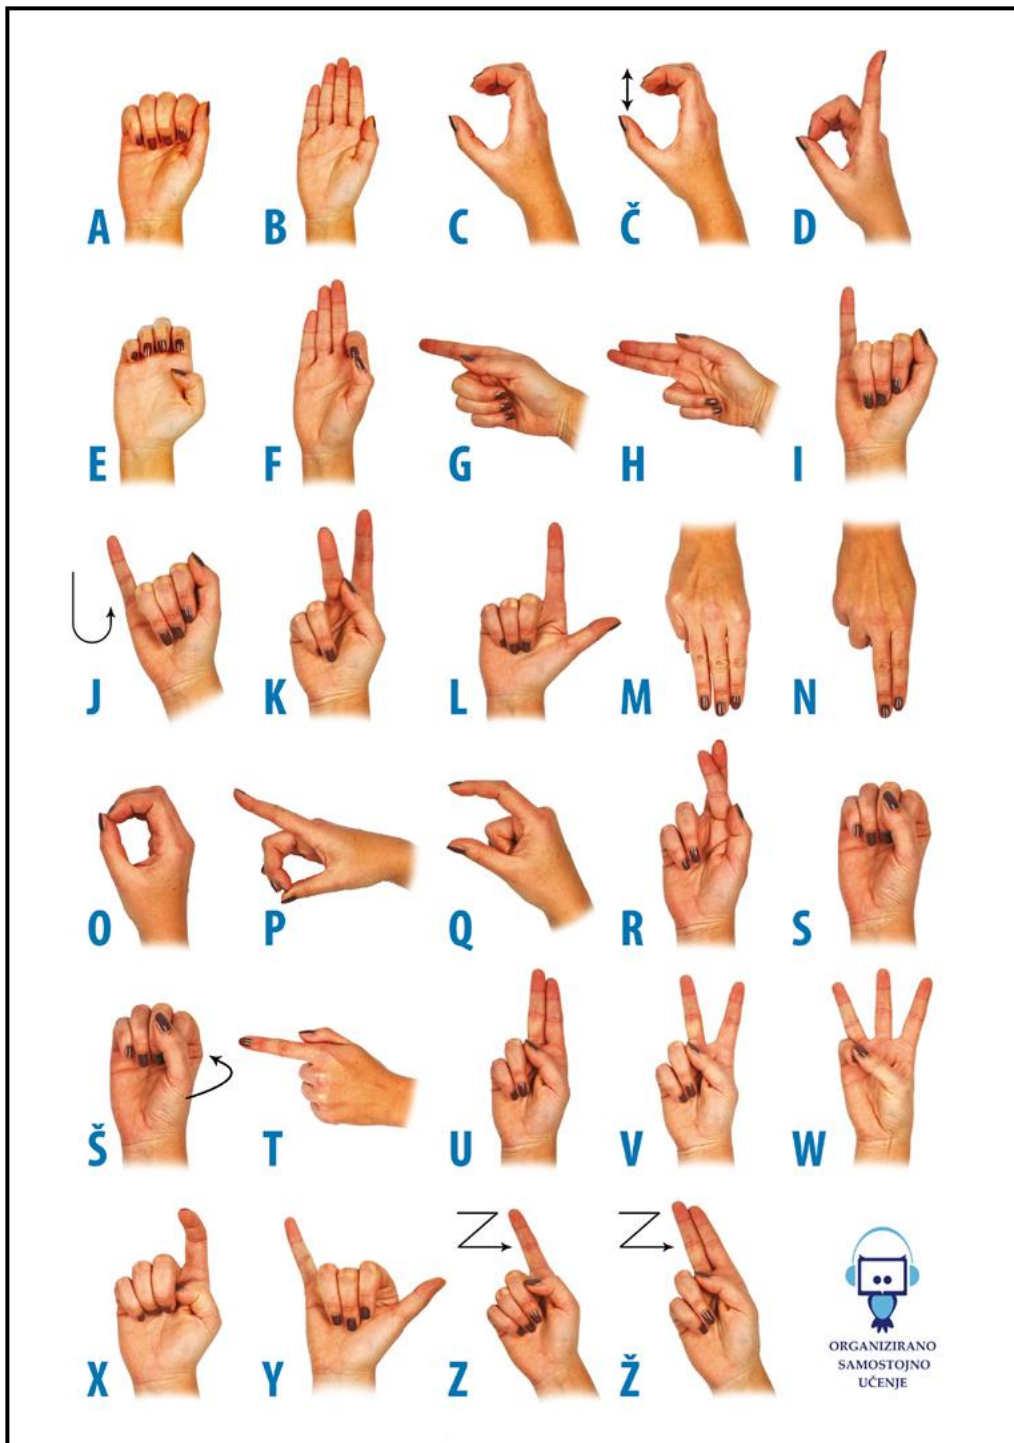 A B C Č D
E F G H I
J K L M N
O P Q R S
Š T U V W
X Y Z Ž
ORGANIZIRANO
SAMOSTOJNO
UČENJE